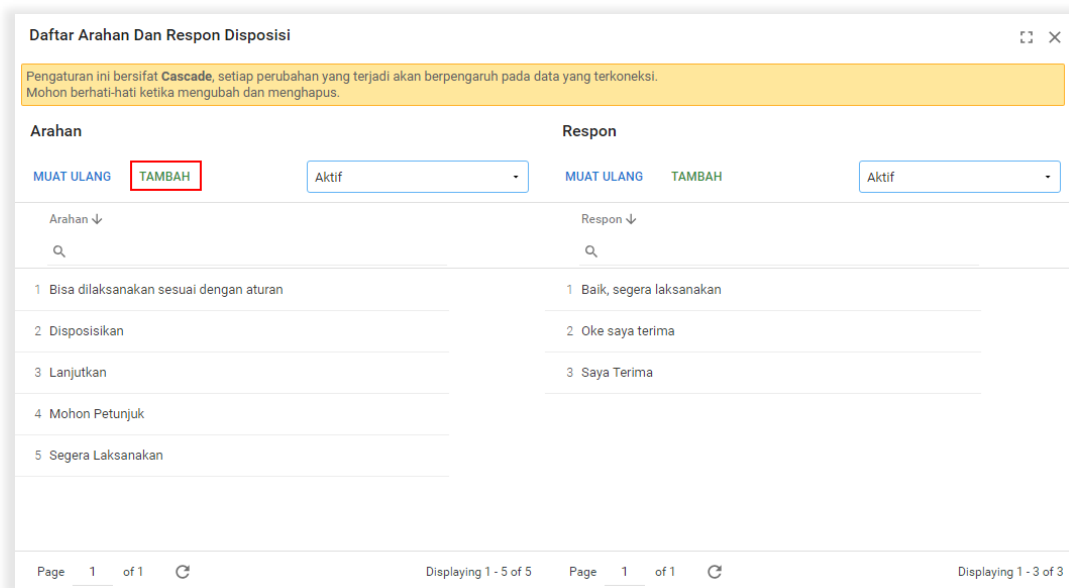 Daftar Arahan Dan Respon Disposisi
Pengaturan ini bersifat Cascade, setiap perubahan yang terjadi akan berpengaruh pada data yang terkoneksi.
Mohon berhati-hati ketika mengubah dan menghapus.
Arahan
MUAT ULANG TAMBAH Aktif
Arahan
1 Bisa dilaksanakan sesuai dengan aturan
2 Disposisikan
3 Lanjutkan
4 Mohon Petunjuk
5 Segera Laksanakan
Page 1 of 1 Displaying 1 - 5 of 5
Respon
MUAT ULANG TAMBAH Aktif
Respon
1 Baik, segera laksanakan
2 Oke saya terima
3 Saya Terima
Page 1 of 1 Displaying 1 - 3 of 3